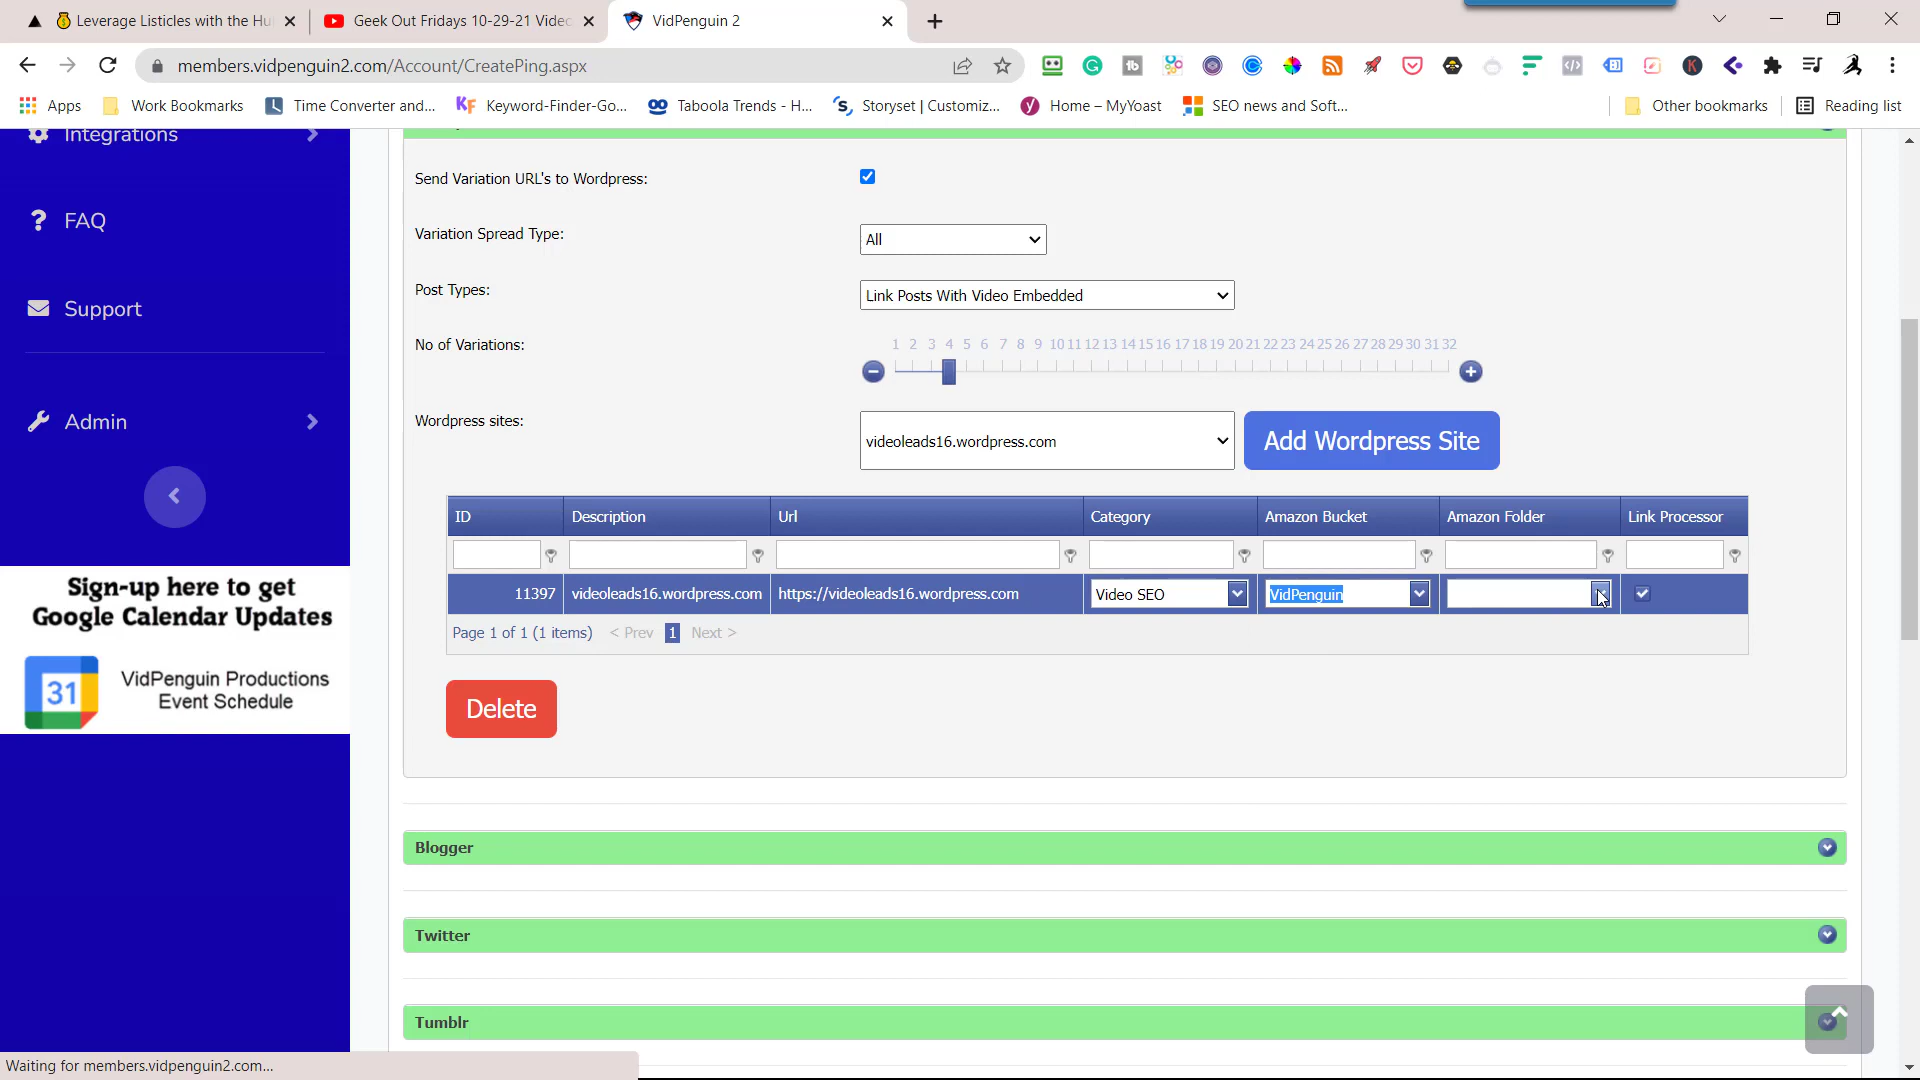 Leverage Listicles with the Hu
Geek Out Fridays 10-29-21 Vide
VidPenguin 2
members.vidpenguin2.com/Account/CreatePing.aspx
Apps
Work Bookmarks
Time Converter and...
Keyword-Finder-Go...
Taboola Trends - H...
Storyset | Customiz...
Home – MyYoast
SEO news and Soft...
Other bookmarks
Reading list
Integrations
FAQ
Support
Admin
Sign-up here to get
Google Calendar Updates
31
VidPenguin Productions
Event Schedule
Send Variation URL's to Wordpress:
Variation Spread Type:
All
Post Types:
Link Posts With Video Embedded
No of Variations:
1 2 3 4 5 6 7 8 9 10 11 12 13 14 15 16 17 18 19 20 21 22 23 24 25 26 27 28 29 30 31 32
Wordpress sites:
videoleads16.wordpress.com
Add Wordpress Site
ID Description Url Category Amazon Bucket Amazon Folder Link Processor
11397 videoleads16.wordpress.com https://videoleads16.wordpress.com Video SEO VidPenguin
Page 1 of 1 (1 items) < Prev 1 Next >
Delete
Blogger
Twitter
Tumblr
Waiting for members.vidpenguin2.com...